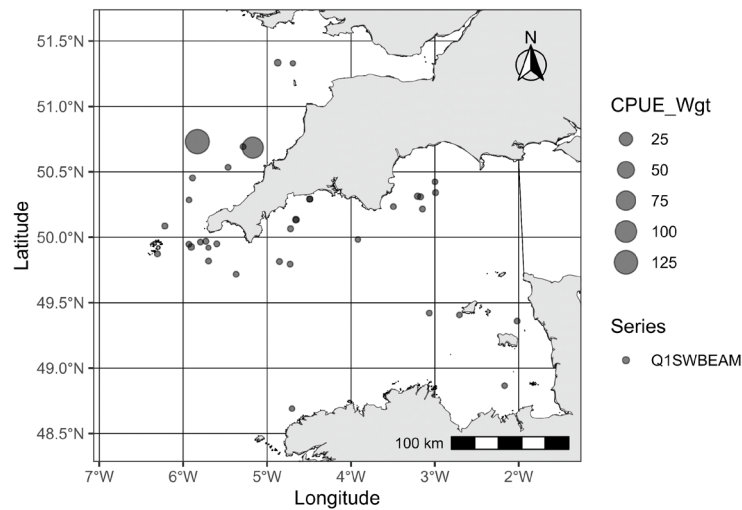 51.5°N
51.0°N
50.5°N
50.0°N
49.5°N
49.0°N
48.5°N
Latitude
N
100 km
7°W 6°W 5°W 4°W 3°W 2°W
Longitude
CPUE_Wgt
25
50
75
100
125
Series
Q1SWBEAM